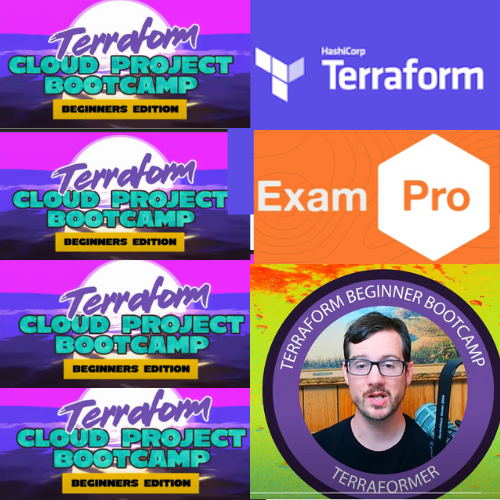 Terraform
CLOUD PROJECT
BOOTCAMP
BEGINNERS EDITION
HashiCorp
Terraform
Terraform
CLOUD PROJECT
BOOTCAMP
BEGINNERS EDITION
Exam Pro
Terraform
CLOUD PROJECT
BOOTCAMP
BEGINNERS EDITION
Terraform
CLOUD PROJECT
BOOTCAMP
BEGINNERS EDITION
TERRAFORM BEGINNER BOOTCAMP
TERRAFORMER